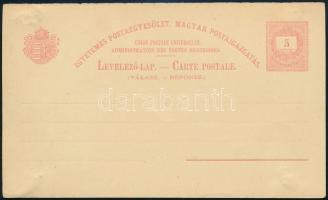 EGYETEMES POSTAEGYESÜLET. MAGYAR POSTAIGAZGATÁS.
UNION POSTALE UNIVERSELLE.
ADMINISTRATION DES POSTES HONGROISES.
LEVELEZŐ-LAP. — CARTE POSTALE.
(VÁLASZ. — RÉPONSE.)
5
darabanth